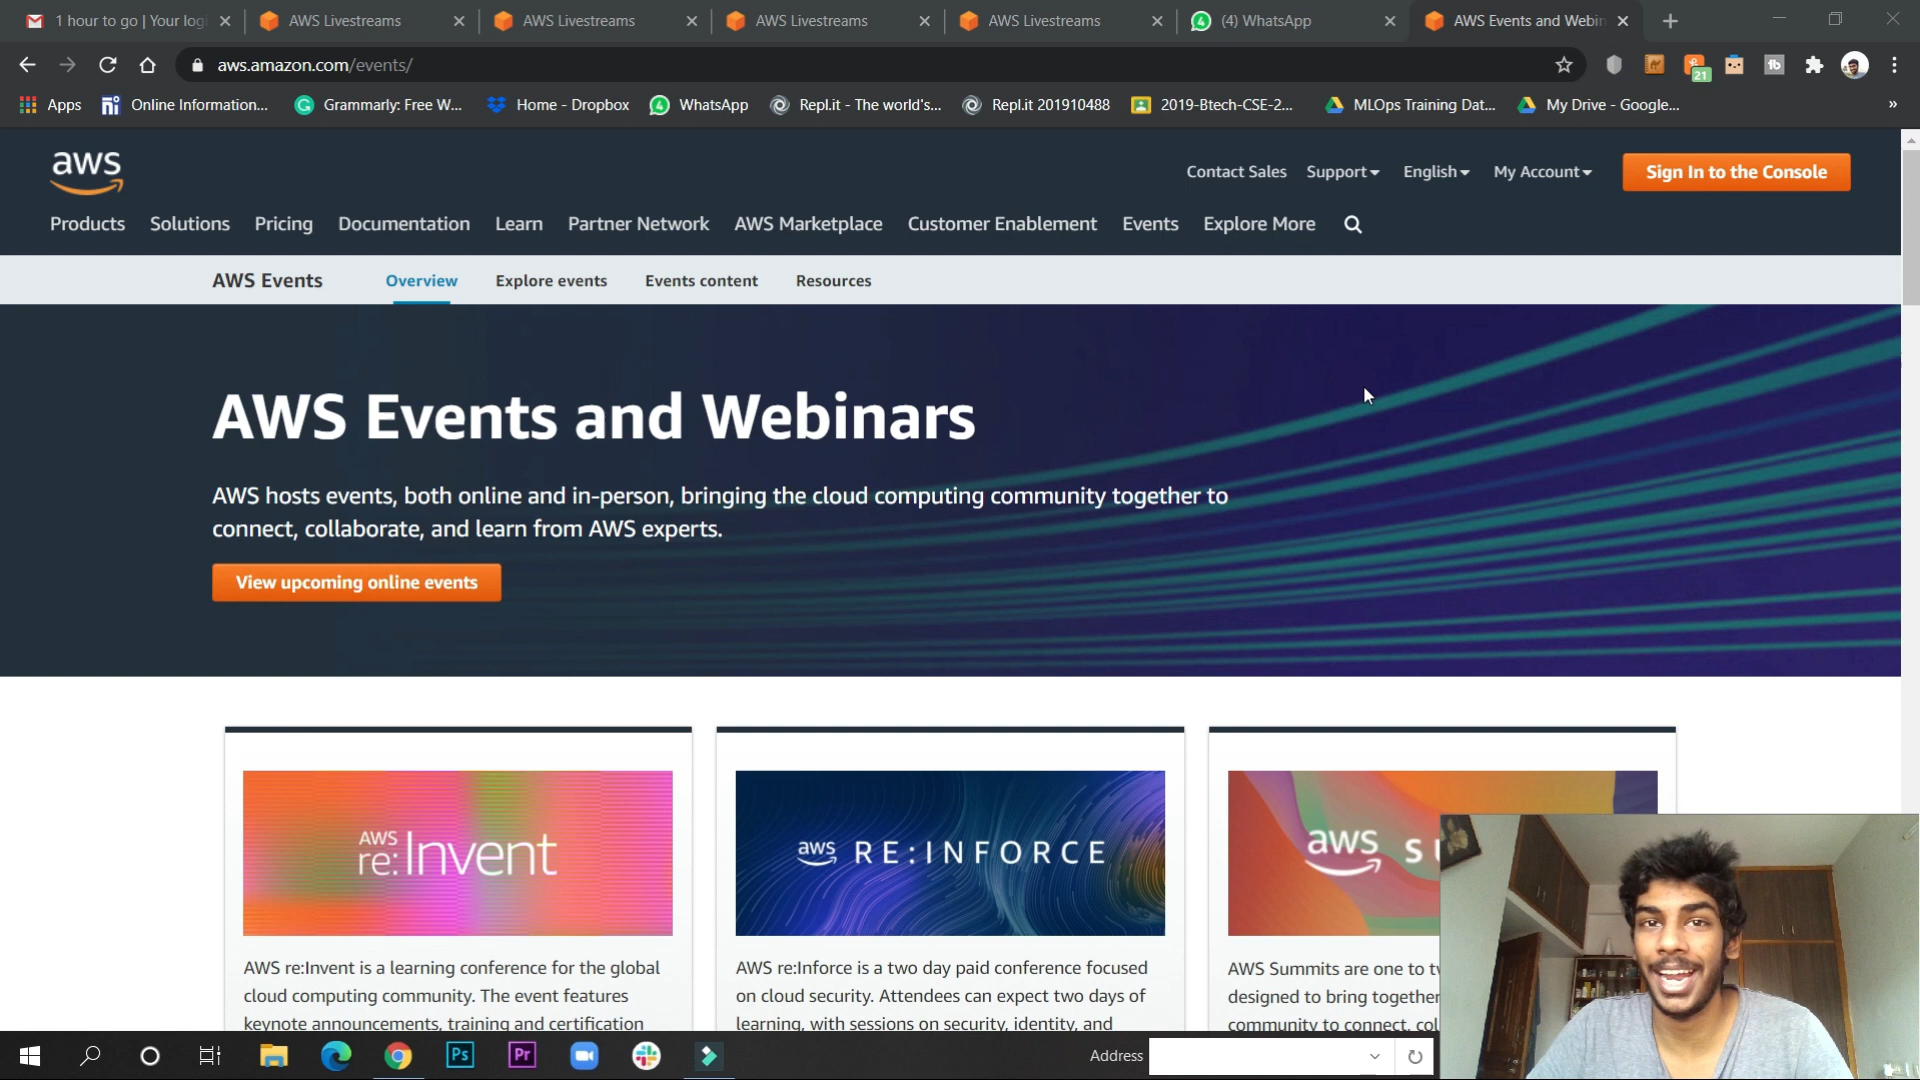 1 hour to go | Your logi
AWS Livestreams
AWS Livestreams
AWS Livestreams
AWS Livestreams
(4) WhatsApp
AWS Events and Webin
aws.amazon.com/events/
21
Apps
Online Information...
Grammarly: Free W...
Home - Dropbox
WhatsApp
Repl.it - The world's...
Repl.it 201910488
2019-Btech-CSE-2...
MLOps Training Dat...
My Drive - Google...
aws
Contact Sales
Support
English
My Account
Sign In to the Console
Products
Solutions
Pricing
Documentation
Learn
Partner Network
AWS Marketplace
Customer Enablement
Events
Explore More
AWS Events
Overview
Explore events
Events content
Resources
AWS Events and Webinars
AWS hosts events, both online and in-person, bringing the cloud computing community together to
connect, collaborate, and learn from AWS experts.
View upcoming online events
AWS
re:Invent
aws RE:INFORCE
aws S
AWS re:Invent is a learning conference for the global
cloud computing community. The event features
keynote announcements, training and certification
AWS re:Inforce is a two day paid conference focused
on cloud security. Attendees can expect two days of
learning, with sessions on security, identity, and
AWS Summits are one to
designed to bring together
community to connect, col
Ps
Pr
Address